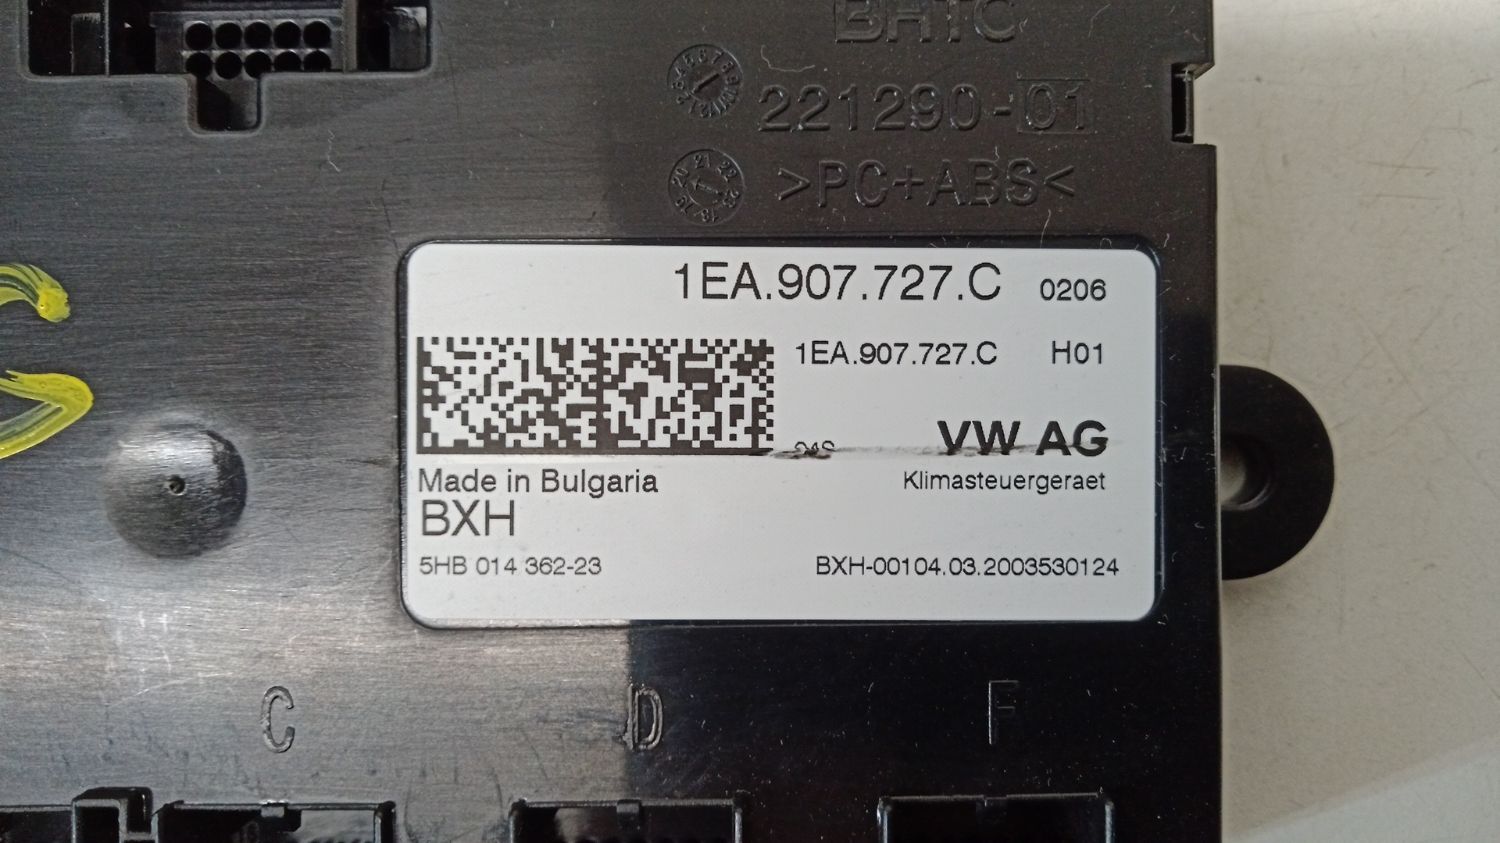 BHTC
221290-01
>PC+ABS<
1EA.907.727.C 0206
1EA.907.727.C H01
VW AG
Made in Bulgaria
Klimasteuergeraet
BXH
5HB 014 362-23
BXH-00104.03.2003530124
C D F